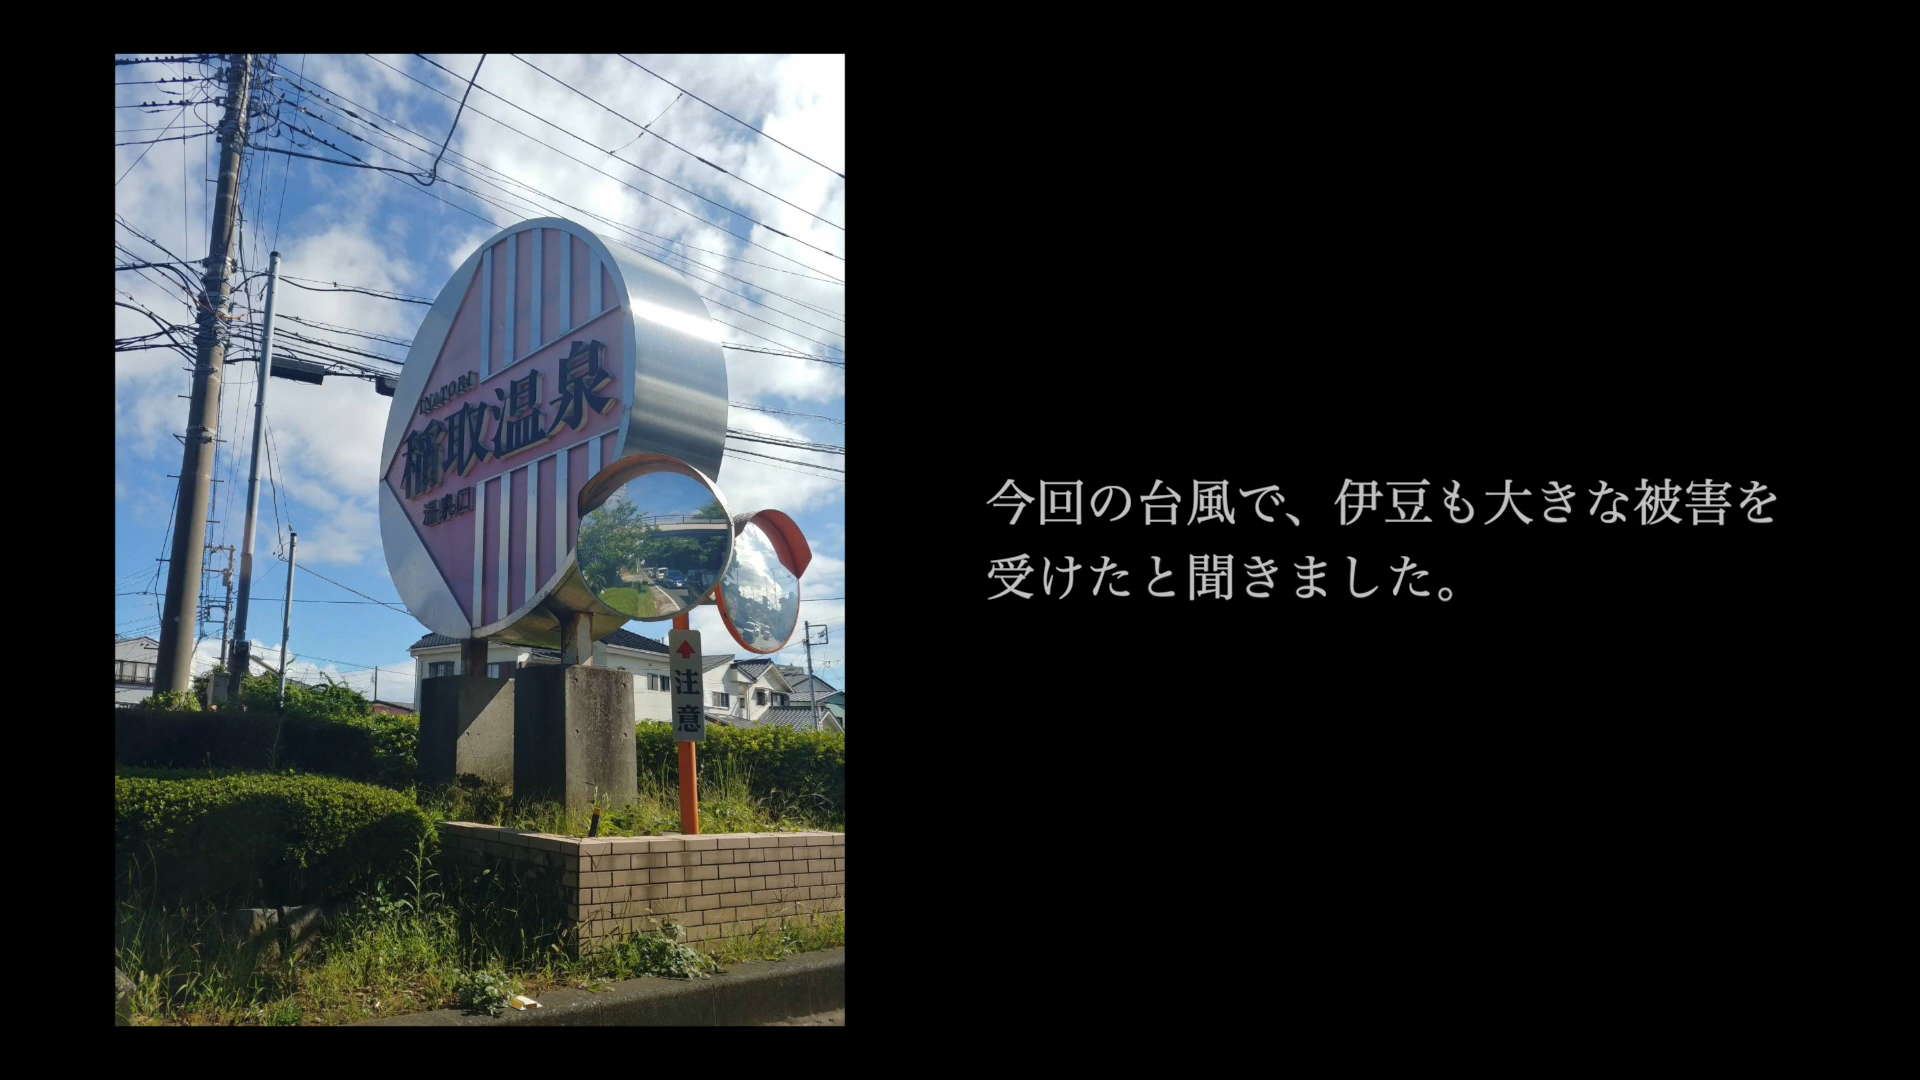 INATORI
稲取温泉
温泉口
注意
今回の台風で、伊豆も大きな被害を
受けたと聞きました。